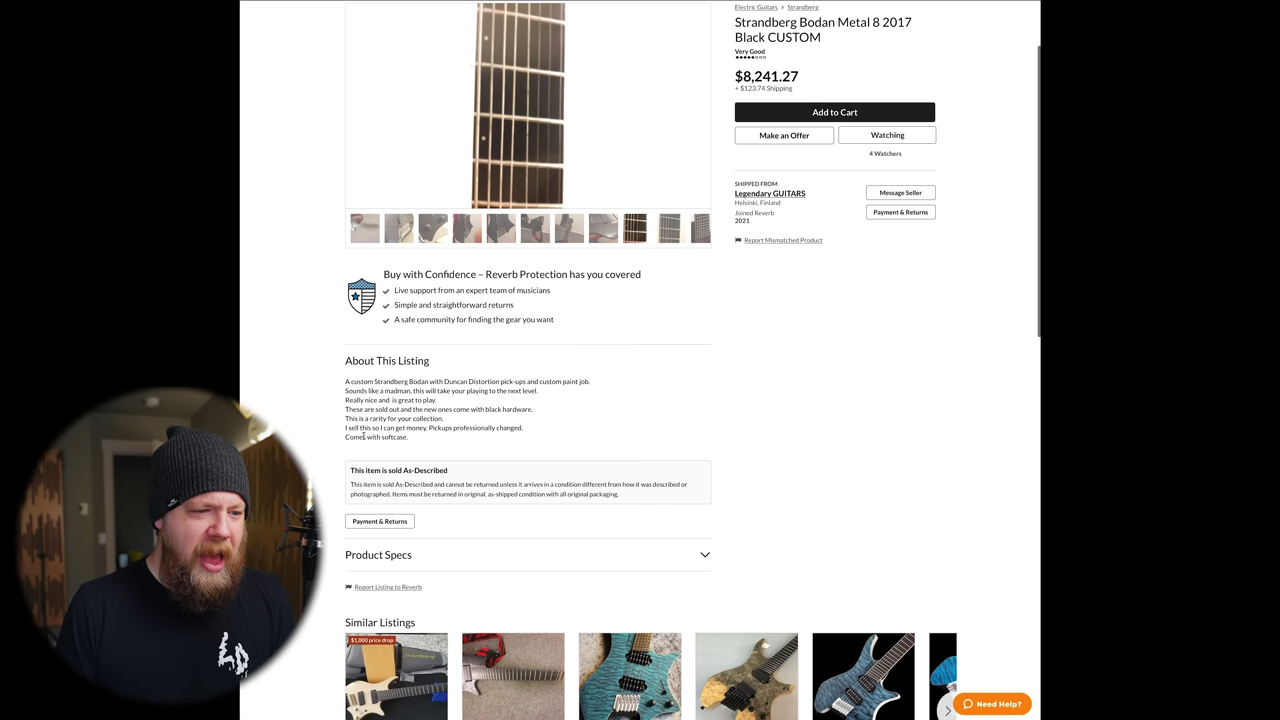 Electric Guitars > Strandberg
Strandberg Bodan Metal 8 2017
Black CUSTOM
Very Good
$8,241.27
+ $123.74 Shipping
Add to Cart
Make an Offer
Watching
4 Watchers
SHIPPED FROM
Legendary GUITARS
Helsinki, Finland
Joined Reverb
2021
Message Seller
Payment & Returns
Report Mismatched Product
Buy with Confidence – Reverb Protection has you covered
Live support from an expert team of musicians
Simple and straightforward returns
A safe community for finding the gear you want
About This Listing
A custom Strandberg Bodan with Duncan Distortion pick-ups and custom paint job.
Sounds like a madman, this will take your playing to the next level.
Really nice and is great to play.
These are sold out and the new ones come with black hardware.
This is a rarity for your collection.
I sell this so I can get money. Pickups professionally changed.
Comes with softcase.
This item is sold As-Described
This item is sold As-Described and cannot be returned unless it arrives in a condition different from how it was described or
photographed. Items must be returned in original, as-shipped condition with all original packaging.
Payment & Returns
Product Specs
Report Listing to Reverb
Similar Listings
$1,000 price drop
Need Help?